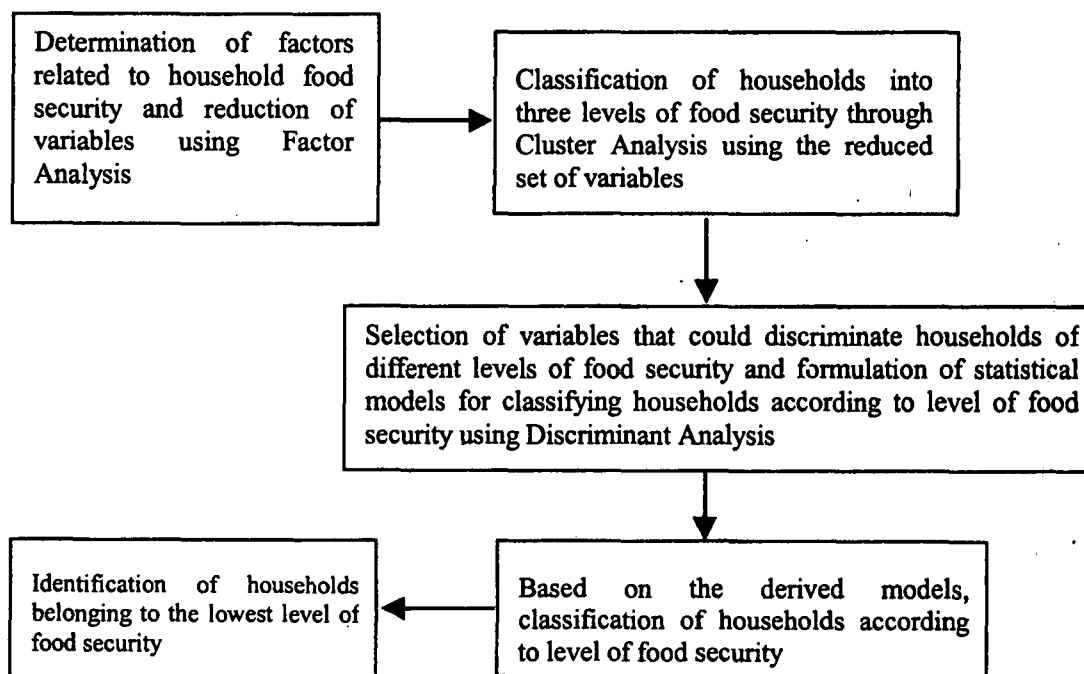 Determination of factors
related to household food
security and reduction of
variables using Factor
Analysis
Classification of households into
three levels of food security through
Cluster Analysis using the reduced
set of variables
Selection of variables that could discriminate households of
different levels of food security and formulation of statistical
models for classifying households according to level of food
security using Discriminant Analysis
Based on the derived models,
classification of households according
to level of food security
Identification of households
belonging to the lowest level of
food security